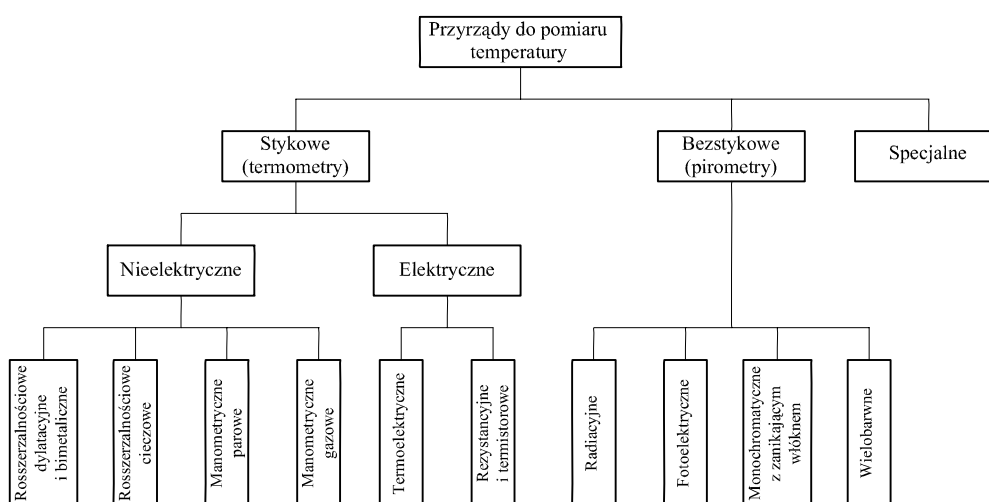 Przyrządy do pomiaru
temperatury
Stykowe
(termometry)
Bezstykowe
(pirometry)
Specjalne
Nieelektryczne
Elektryczne
Rosszerzalnościowe
dylatacyjne
i bimetaliczne
Rosszerzalnościowe
cieczowe
Manometryczne
parowe
Manometryczne
gazowe
Termoelektryczne
Rezystancyjne
i termistorowe
Radiacyjne
Fotoelektryczne
Monochromatyczne
z zanikającym
włóknem
Wielobarwne